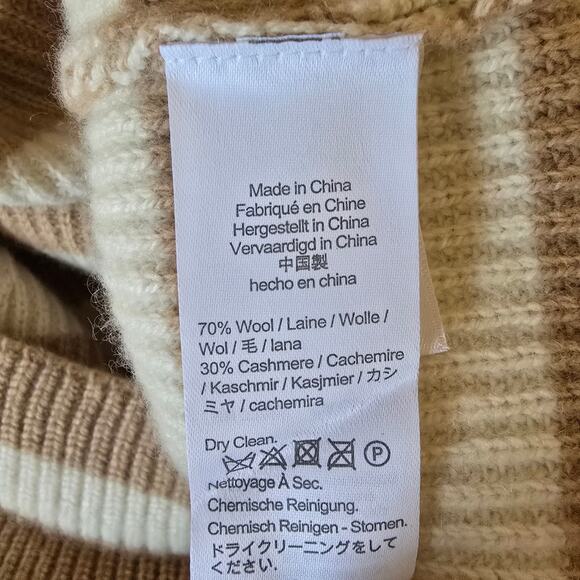 Made in China
Fabriqué en Chine
Hergestellt in China
Vervaardigd in China
中国製
hecho en china
70% Wool / Laine / Wolle /
Wol / 毛 / lana
30% Cashmere / Cachemire
/ Kaschmir / Kasjmier / カシ
ミヤ / cachemira
Dry Clean.
P
Nettoyage À Sec.
Chemische Reinigung.
Chemisch Reinigen - Stomen.
ドライクリーニングをして
ください.